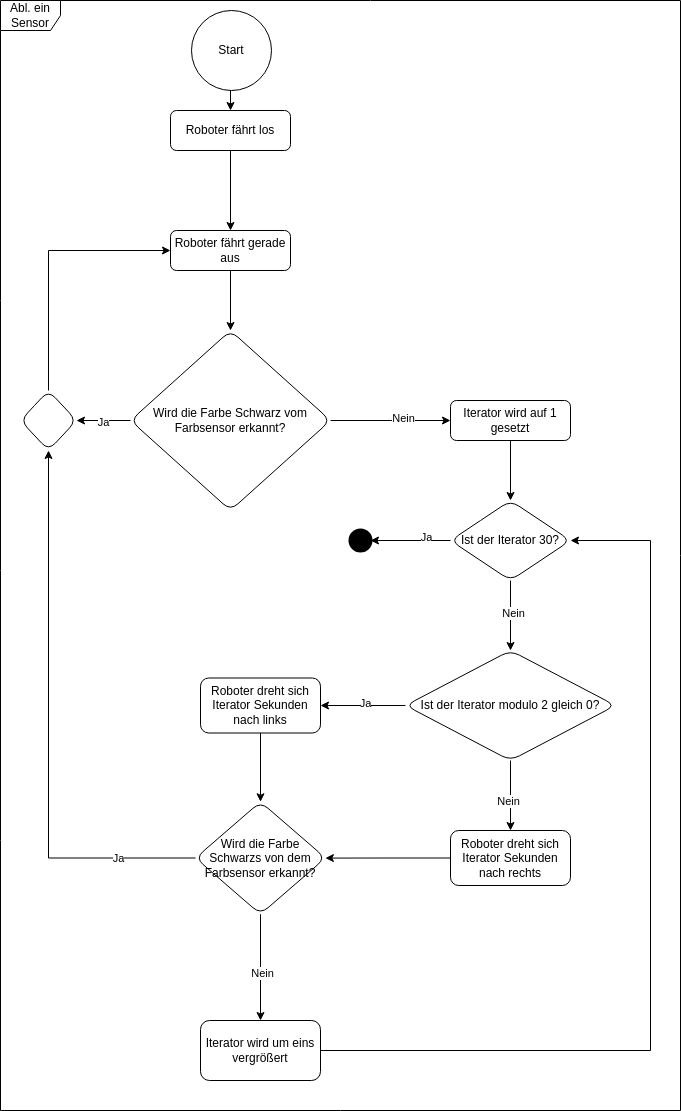 Abl. ein
Sensor
Start
Roboter fährt los
Roboter fährt gerade
aus
Wird die Farbe Schwarz vom
Farbsensor erkannt?
Ja
Nein
Iterator wird auf 1
gesetzt
Ist der Iterator 30?
Ja
Nein
Ist der Iterator modulo 2 gleich 0?
Ja
Roboter dreht sich
Iterator Sekunden
nach links
Nein
Roboter dreht sich
Iterator Sekunden
nach rechts
Wird die Farbe
Schwarzs von dem
Farbsensor erkannt?
Ja
Nein
Iterator wird um eins
vergrößert